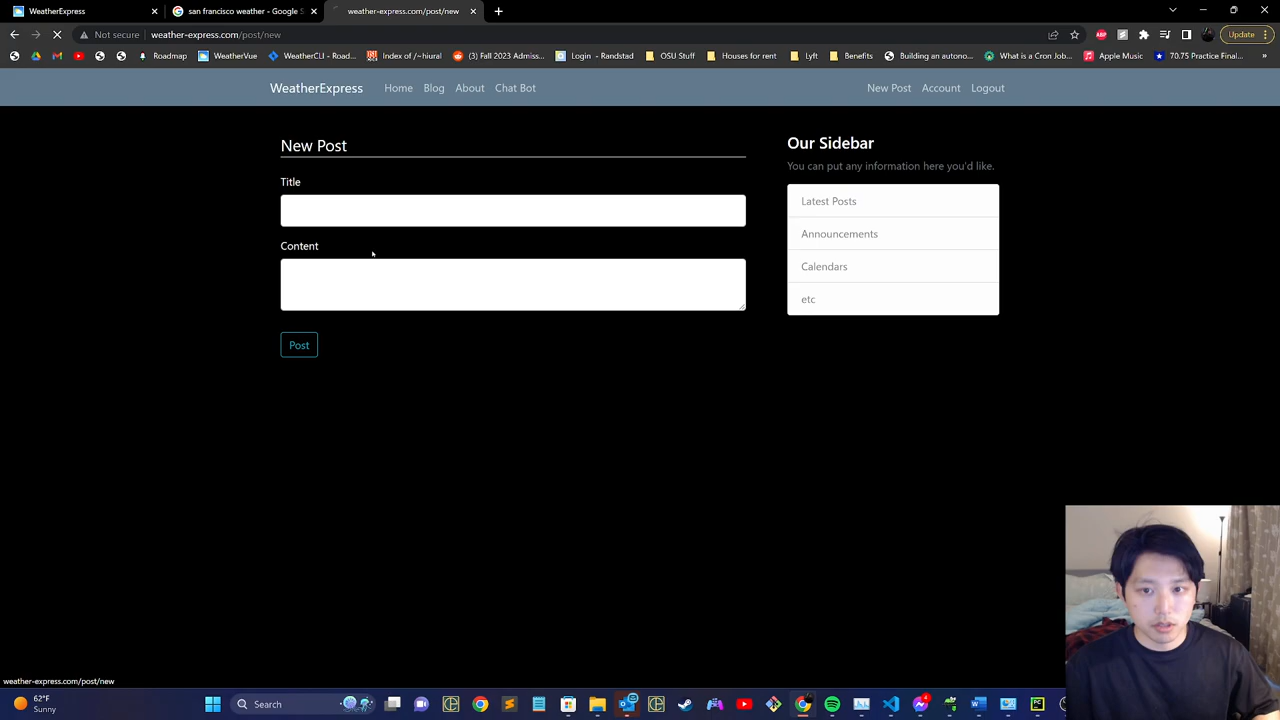 WeatherExpress
san francisco weather - Google S
weather-express.com/post/new
Update
Not secure
weather-express.com/post/new
Roadmap
WeatherVue
WeatherCLI - Road...
Index of /~hiural
(3) Fall 2023 Admiss...
Login - Randstad
OSU Stuff
Houses for rent
Lyft
Benefits
Building an autono...
What is a Cron Job...
Apple Music
70.75 Practice Final...
»
WeatherExpress
Home
Blog
About
Chat Bot
New Post
Account
Logout
New Post
Title
Content
Post
Our Sidebar
You can put any information here you'd like.
Latest Posts
Announcements
Calendars
etc
weather-express.com/post/new
62°F
Sunny
Search
4